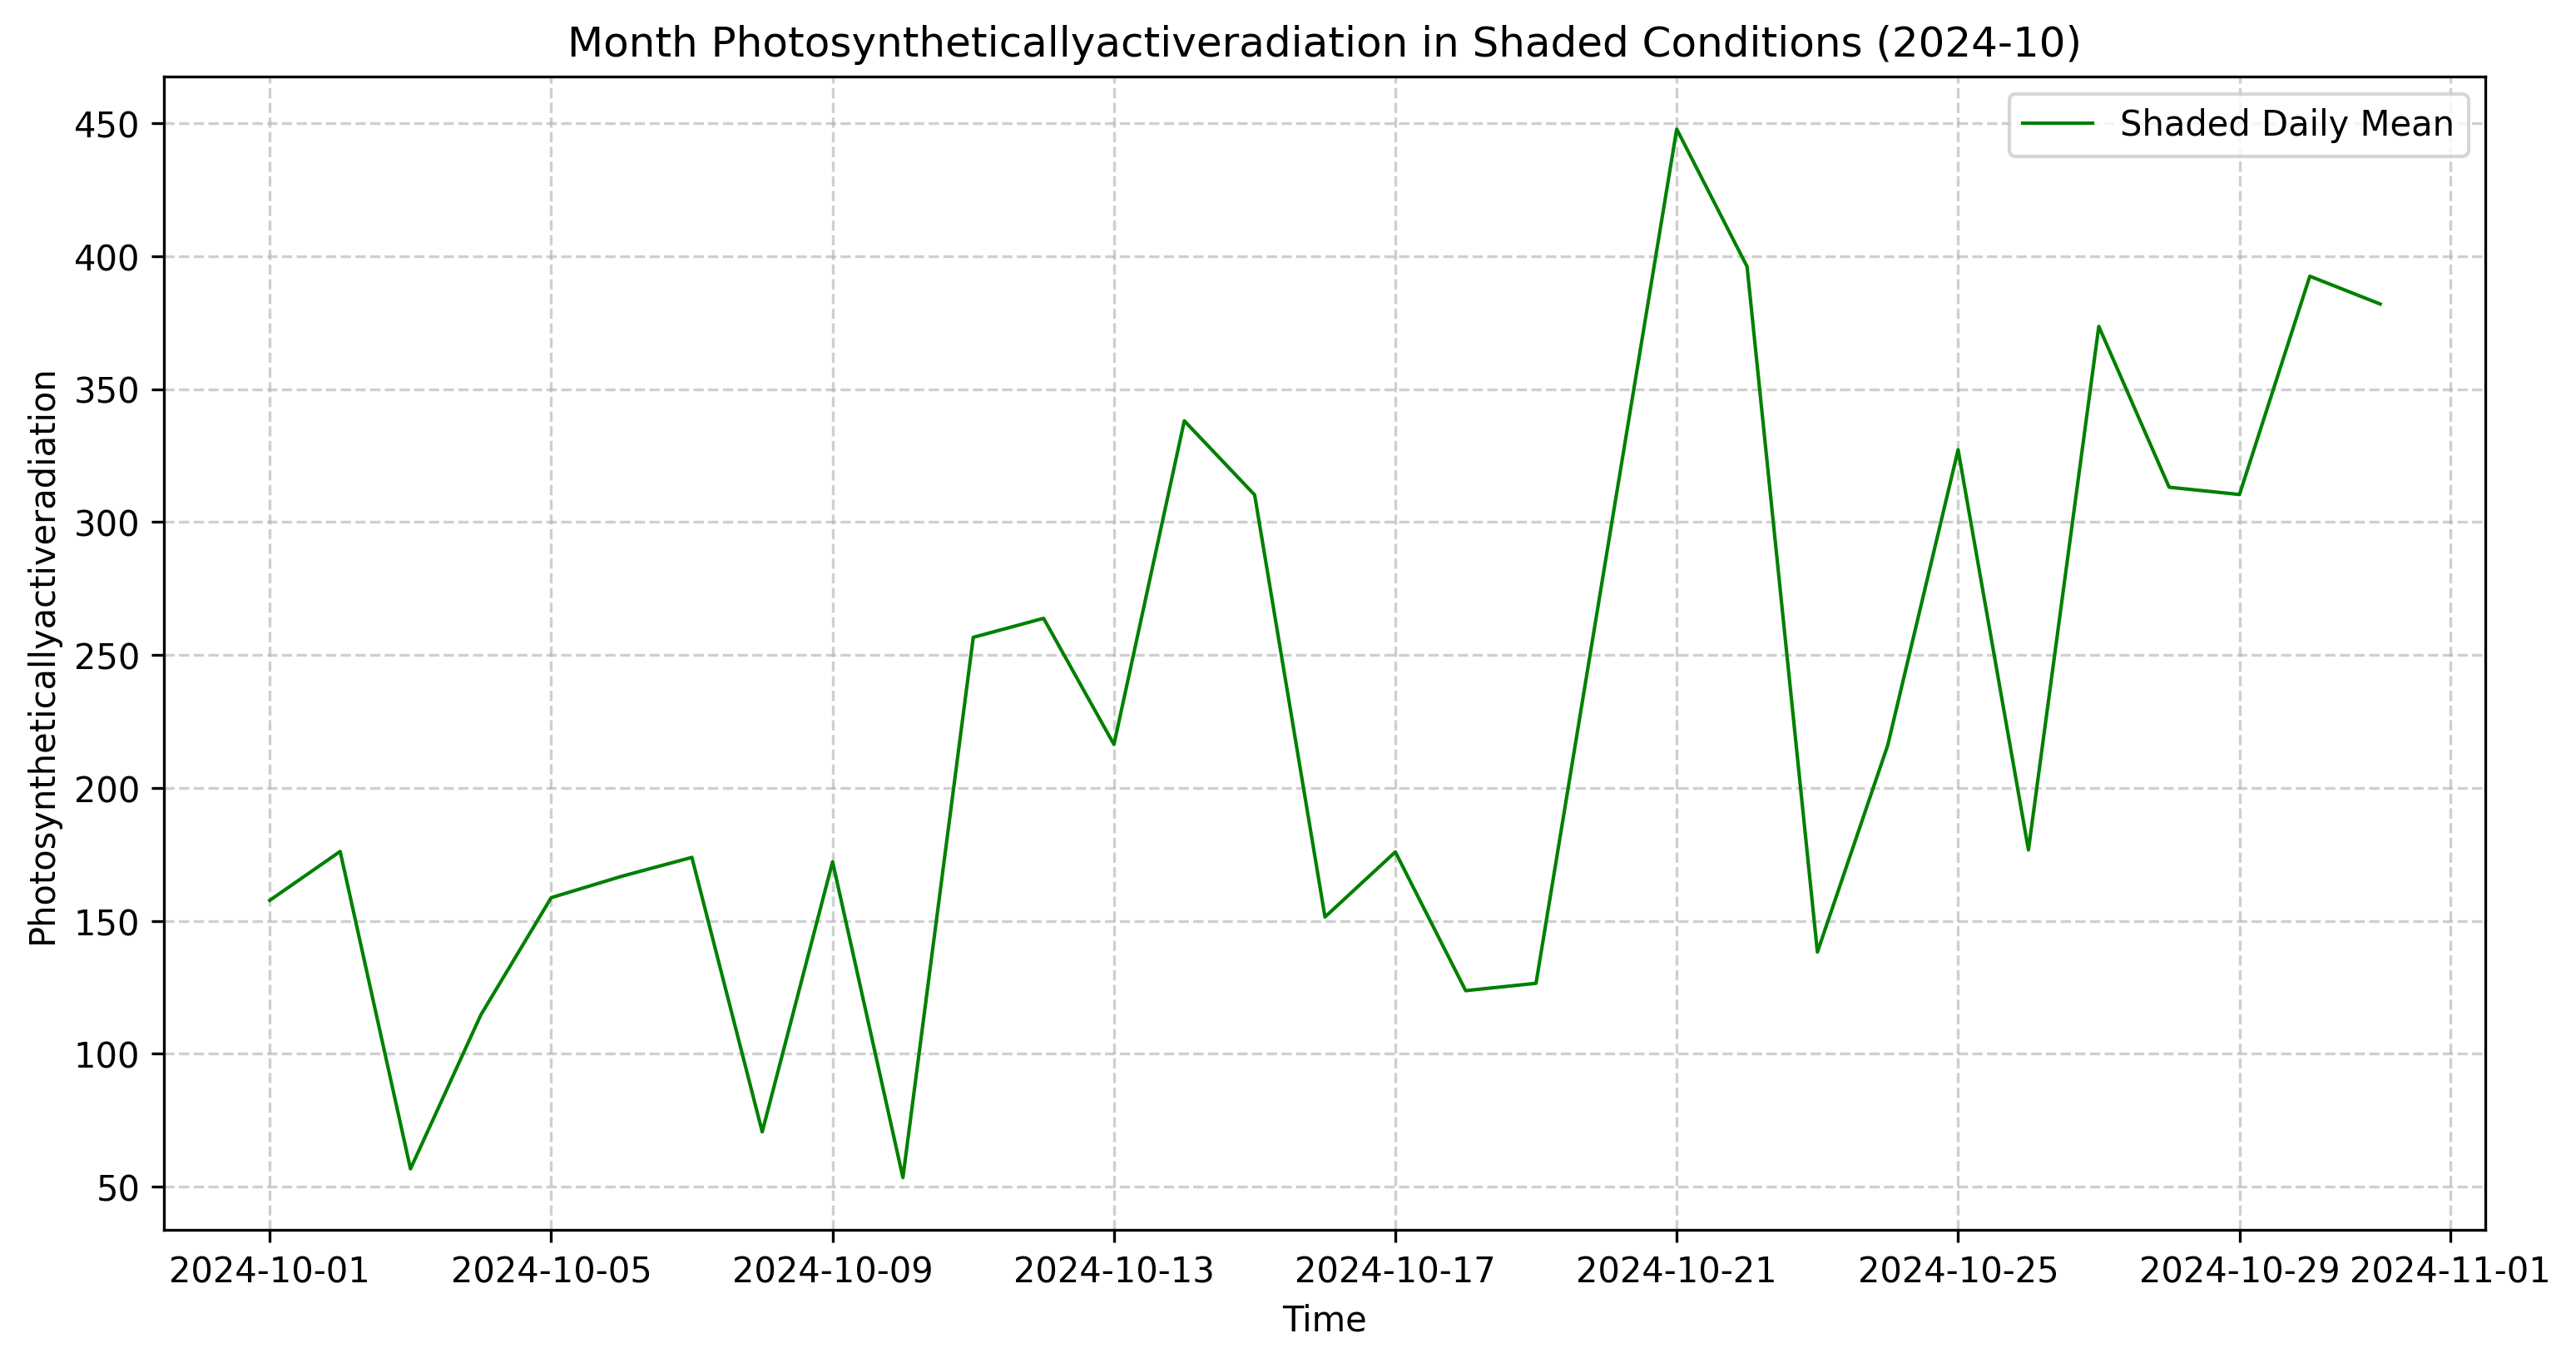 Month Photosyntheticallyactiveradiation in Shaded Conditions (2024-10)
Shaded Daily Mean
Photosyntheticallyactiveradiation
450
400
350
300
250
200
150
100
50
2024-10-01 2024-10-05 2024-10-09 2024-10-13 2024-10-17 2024-10-21 2024-10-25 2024-10-29 2024-11-01
Time